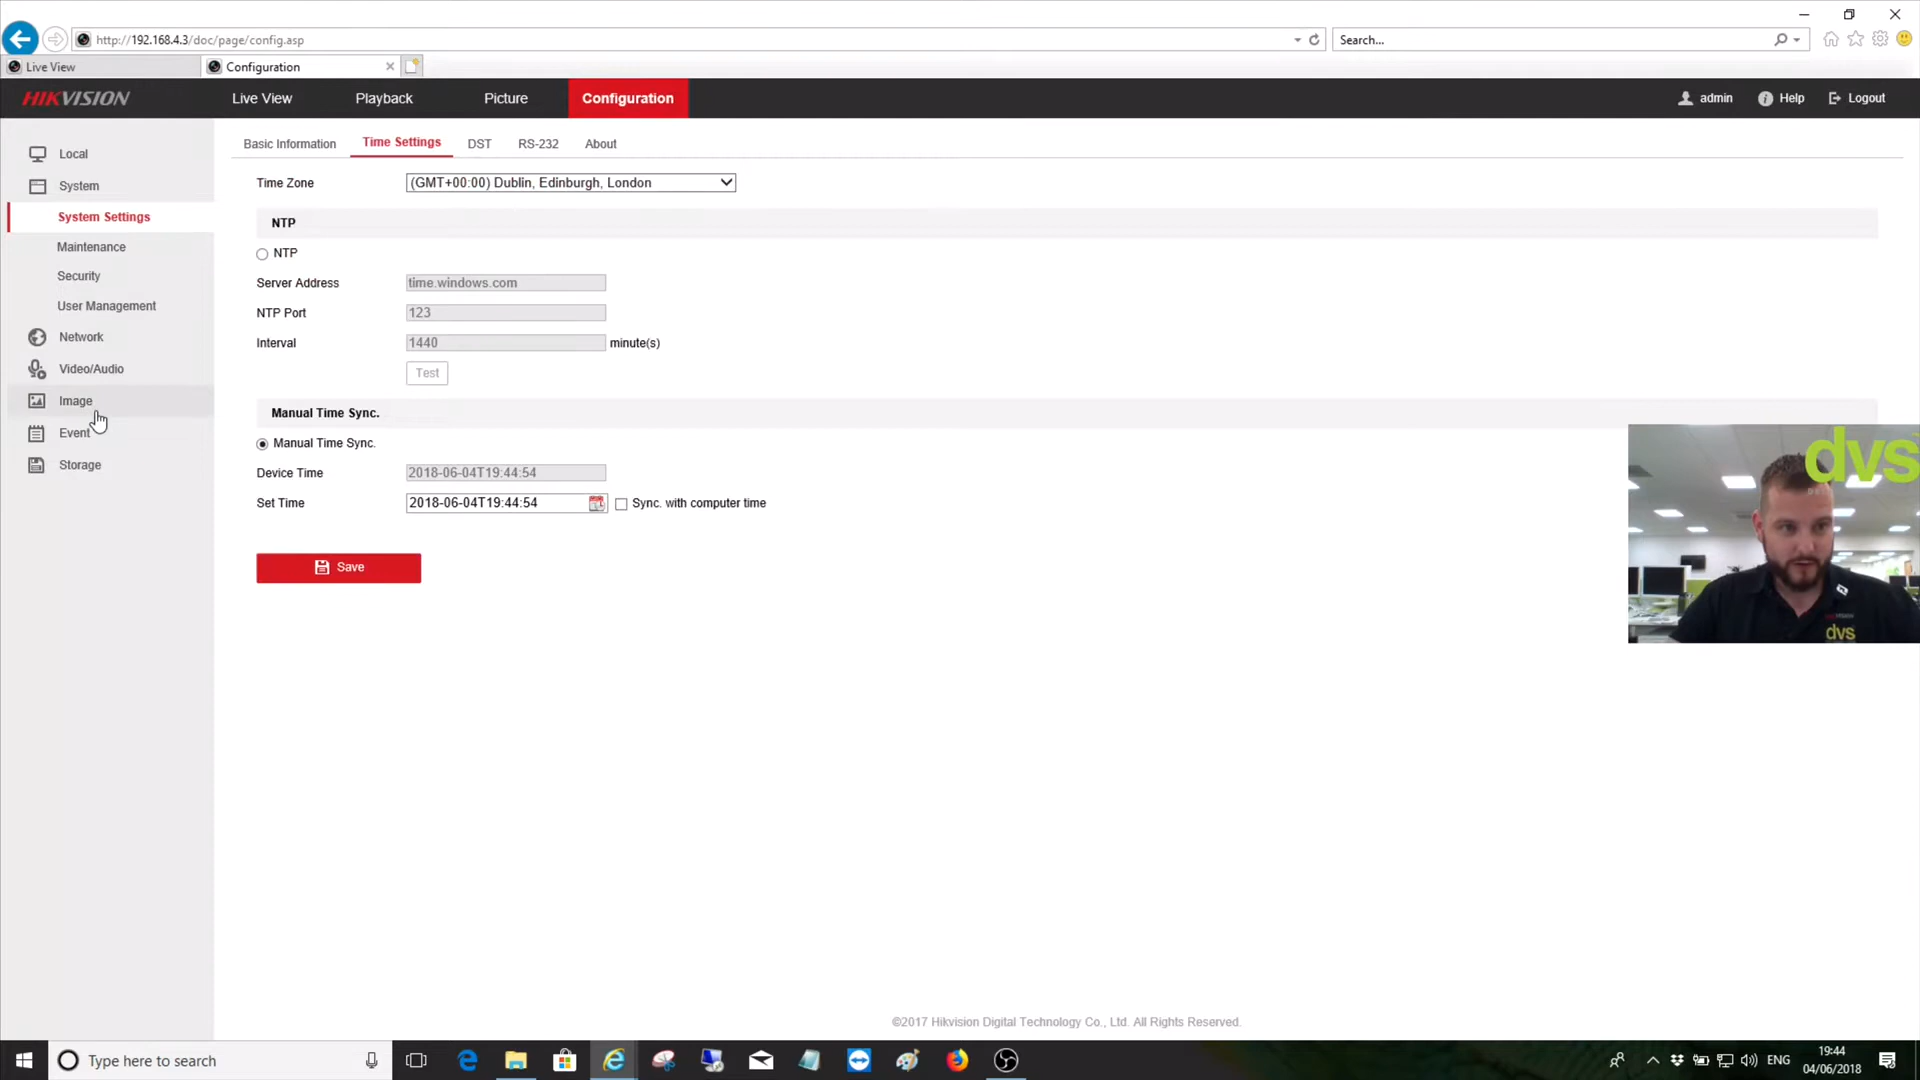 http://192.168.4.3/doc/page/config.asp
Search...
Live View
Configuration
HIKVISION
Live View
Playback
Picture
Configuration
admin
Help
Logout
Local
System
System Settings
Maintenance
Security
User Management
Network
Video/Audio
Image
Event
Storage
Basic Information
Time Settings
DST
RS-232
About
Time Zone
(GMT+00:00) Dublin, Edinburgh, London
NTP
NTP
Server Address
time.windows.com
NTP Port
123
Interval
1440
minute(s)
Test
Manual Time Sync.
Manual Time Sync.
Device Time
2018-06-04T19:44:54
Set Time
2018-06-04T19:44:54
Sync. with computer time
Save
dvs
dvs
©2017 Hikvision Digital Technology Co., Ltd. All Rights Reserved.
Type here to search
ENG
19:44
04/06/2018